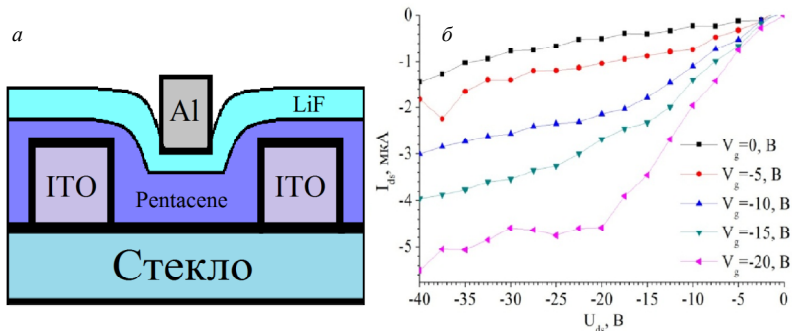 а
Al
LiF
ITO
ITO
Pentacene
Стекло
б
0
-1
-2
-3
-4
-5
I_ds, мкА
V_g=0, В
V_g=-5, В
V_g=-10, В
V_g=-15, В
V_g=-20, В
-40 -35 -30 -25 -20 -15 -10 -5 0
U_ds, В